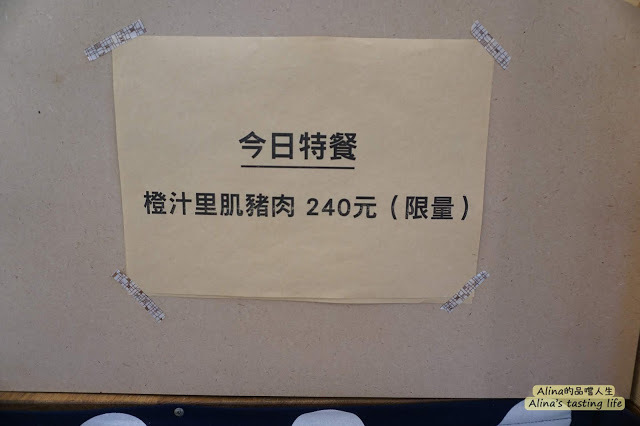 今日特餐
橙汁里肌豬肉 240元（限量）
Alina的品嚐人生
Alina's tasting life